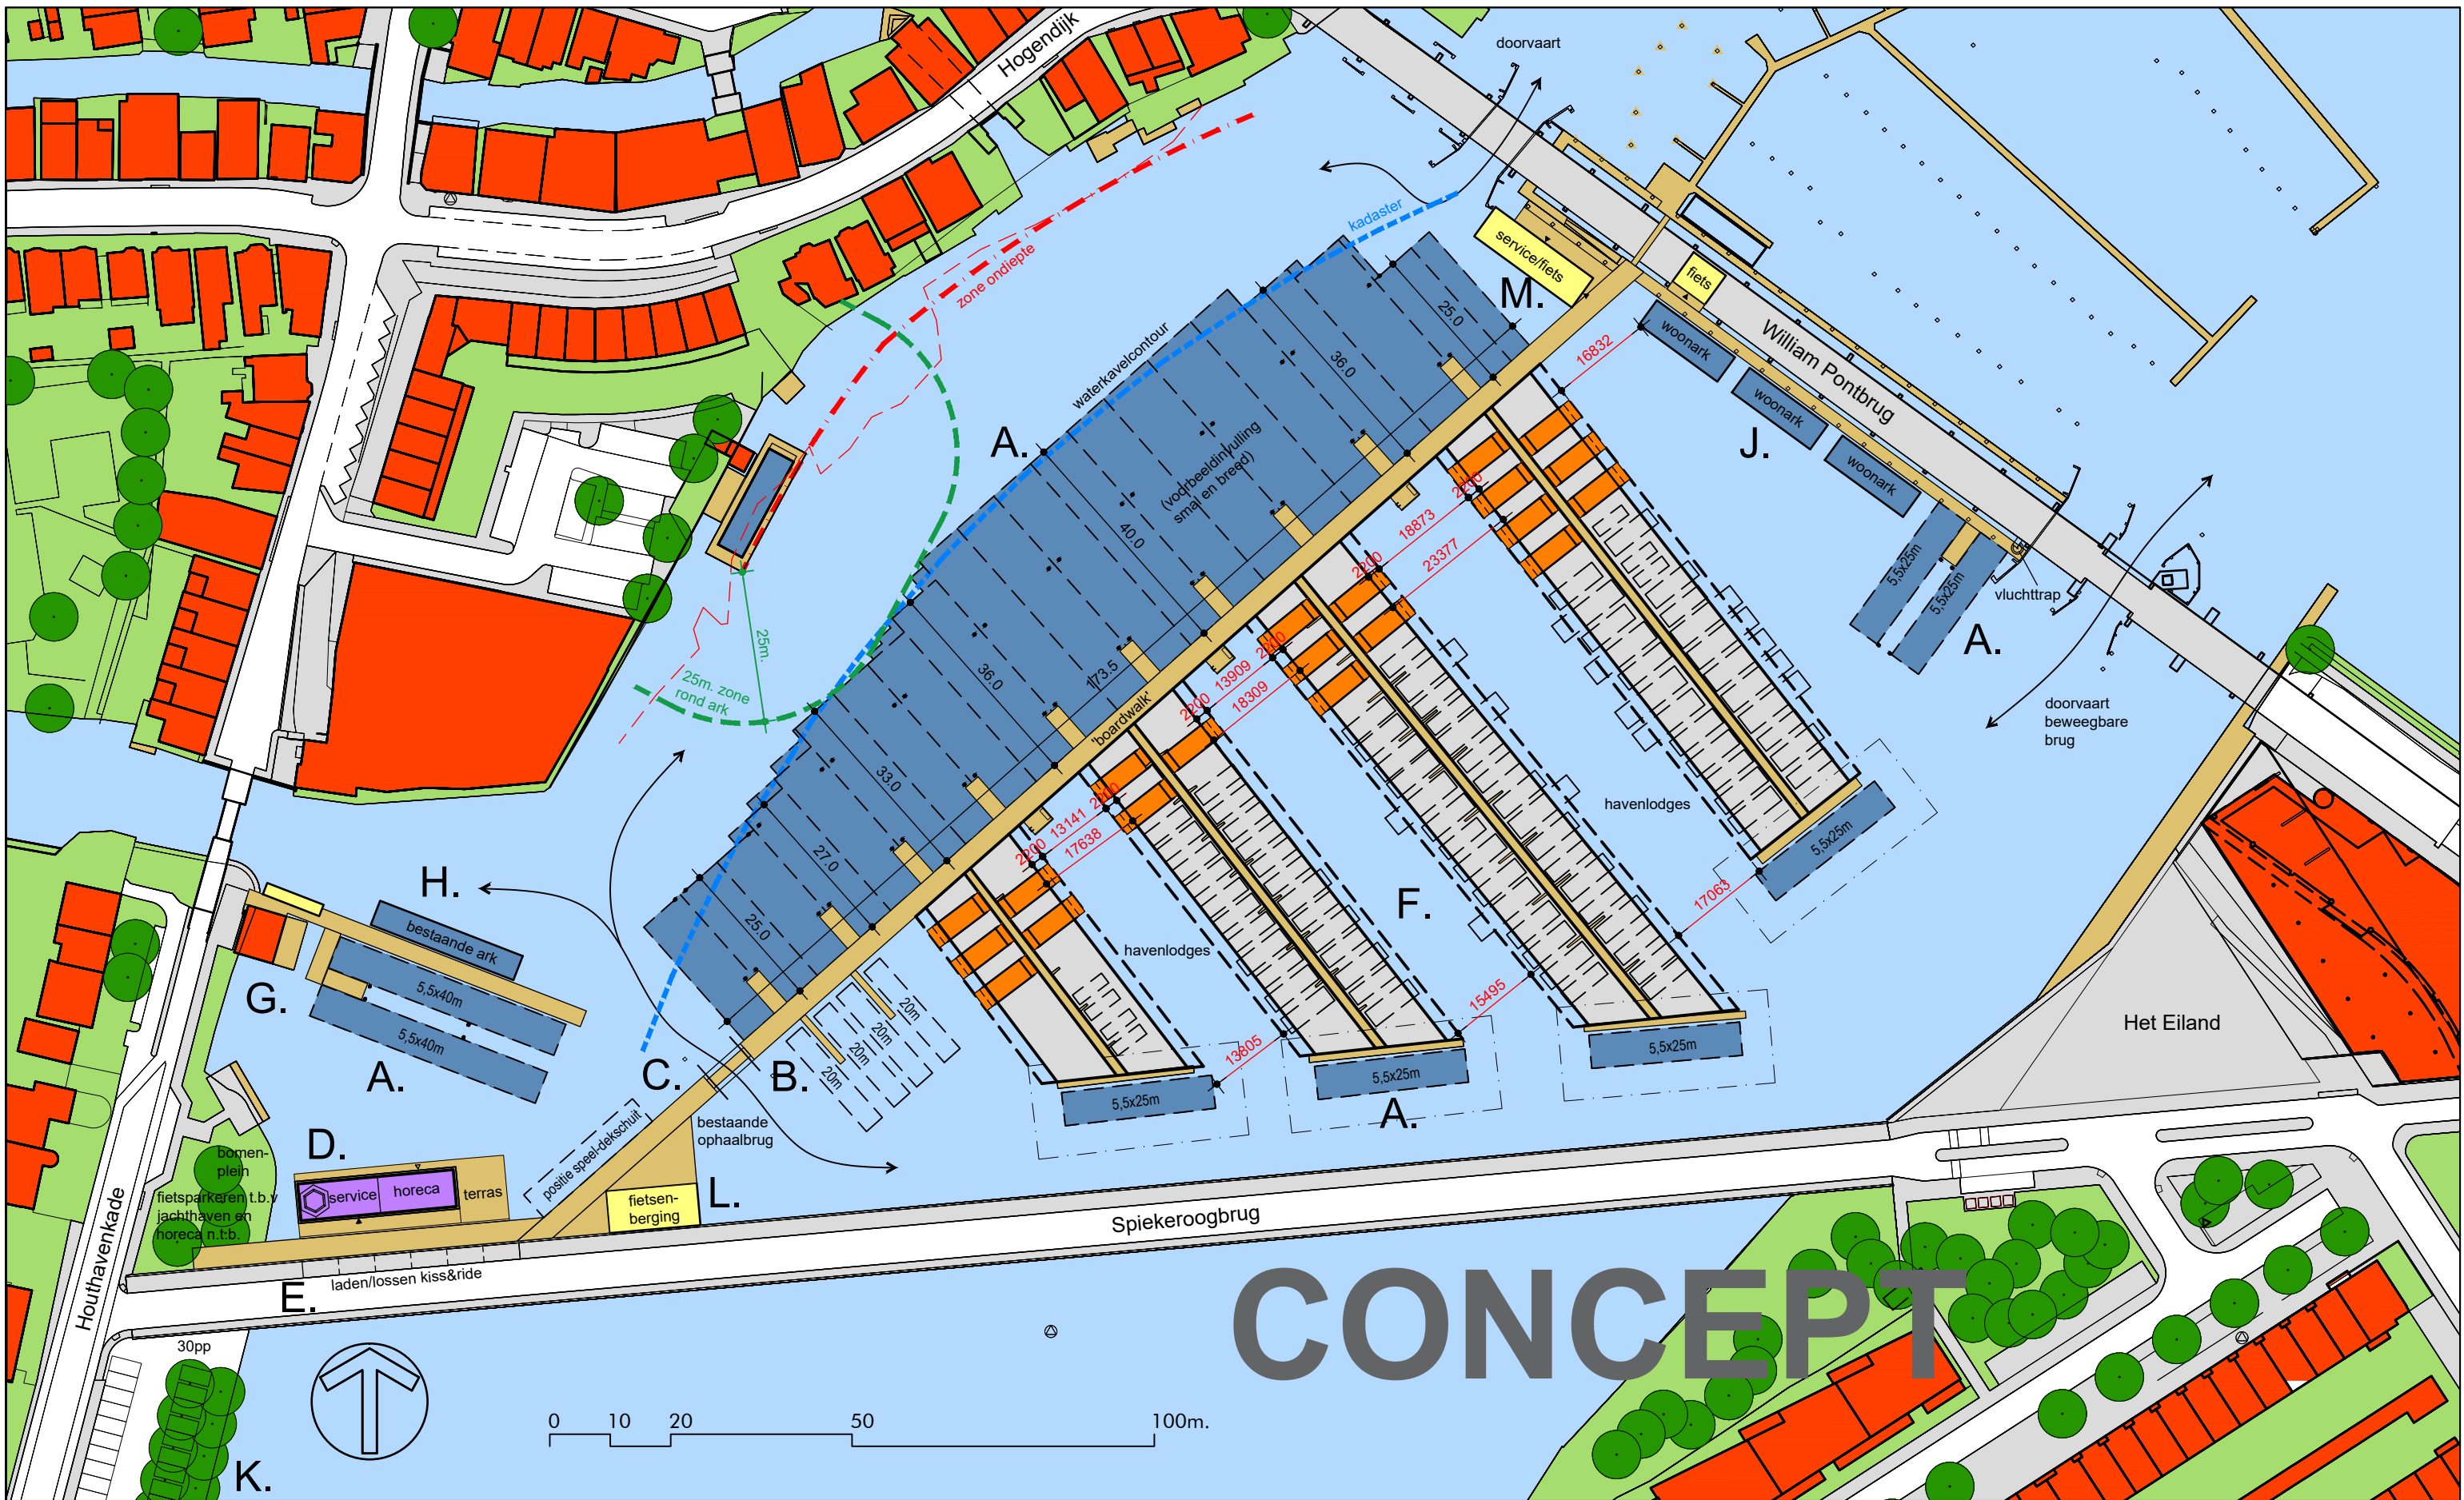 Hogendijk
doorvaart
kadaster
zone ondiepte
waterkavelcontour
service/fiets
fiets
M.
William Pontbrug
woonark
woonark
woonark
J.
16832
25.0
36.0
A.
(voorbeeldinvulling
smal en breed)
40.0
2200
18873
23377
2200
5,5x25m
5,5x25m
vluchttrap
A.
25m.
25m. zone
rond ark
36.0
173.5
'boardwalk'
2200
13909
2200
18309
doorvaart
beweegbare
brug
33.0
2200
13141
2200
17638
havenlodges
5,5x25m
27.0
H.
bestaande ark
25.0
F.
17063
havenlodges
G.
5,5x40m
5,5x40m
A.
20m
20m
20m
20m
15495
13805
Het Eiland
C.
B.
5,5x25m
5,5x25m
5,5x25m
A.
bestaande
ophaalbrug
positie speel-dekschuit
D.
bomen-
plein
fietsparkeren t.b.v
jachthaven en
horeca n.t.b.
service
horeca
terras
fietsen-
berging
L.
Spiekeroogbrug
Houthavenkade
E.
laden/lossen kiss&ride
30pp
K.
0 10 20 50 100m.
CONCEPT